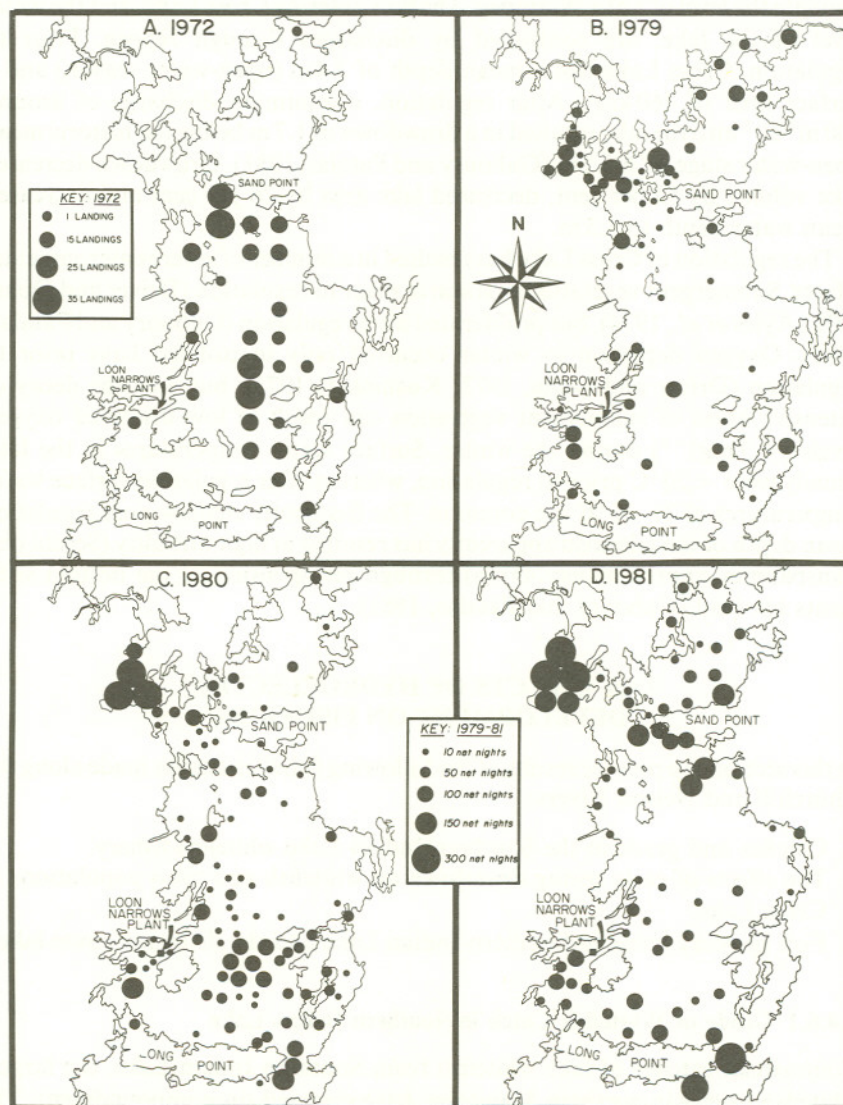 A. 1972
SAND POINT
KEY: 1972
1 LANDING
15 LANDINGS
25 LANDINGS
35 LANDINGS
LOON
NARROWS
PLANT
LONG
POINT
B. 1979
SAND POINT
N
LOON
NARROWS
PLANT
LONG
POINT
C. 1980
SAND POINT
LOON
NARROWS
PLANT
LONG
POINT
KEY: 1979-81
10 net nights
50 net nights
100 net nights
150 net nights
300 net nights
D. 1981
SAND POINT
LOON
NARROWS
PLANT
LONG
POINT